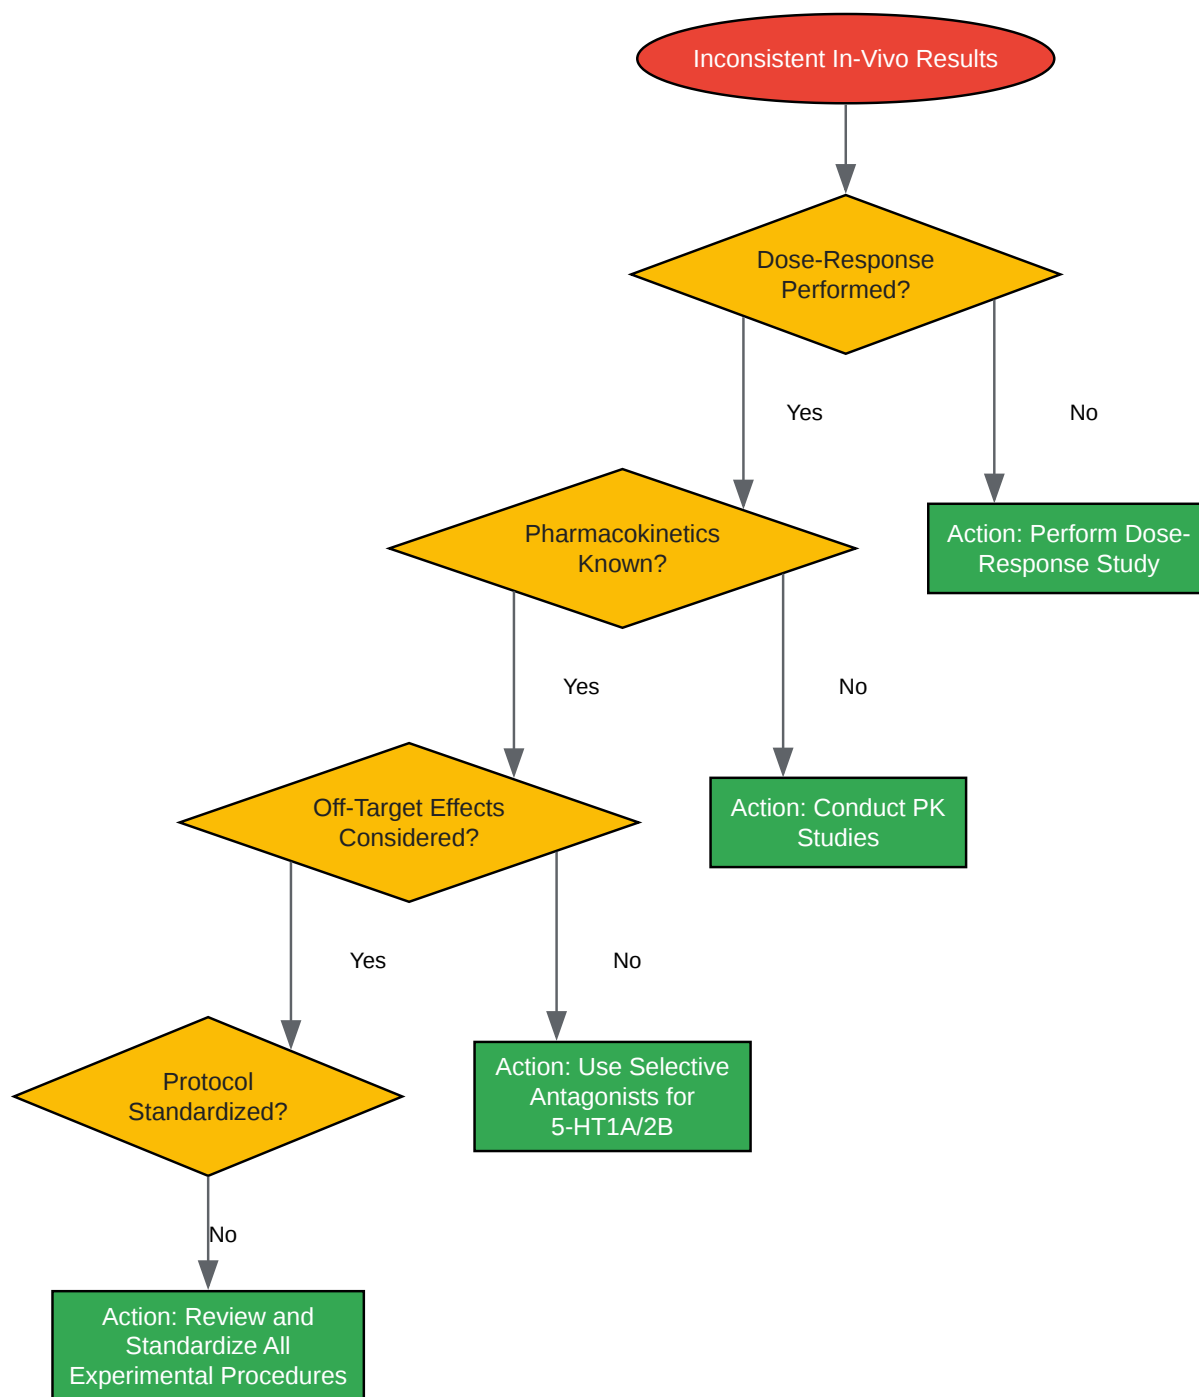 Inconsistent In-Vivo Results
Dose-Response
Performed?
Yes
No
Pharmacokinetics
Known?
Action: Perform Dose-
Response Study
Yes
No
Off-Target Effects
Considered?
Action: Conduct PK
Studies
Yes
No
Protocol
Standardized?
Action: Use Selective
Antagonists for
5-HT1A/2B
No
Action: Review and
Standardize All
Experimental Procedures